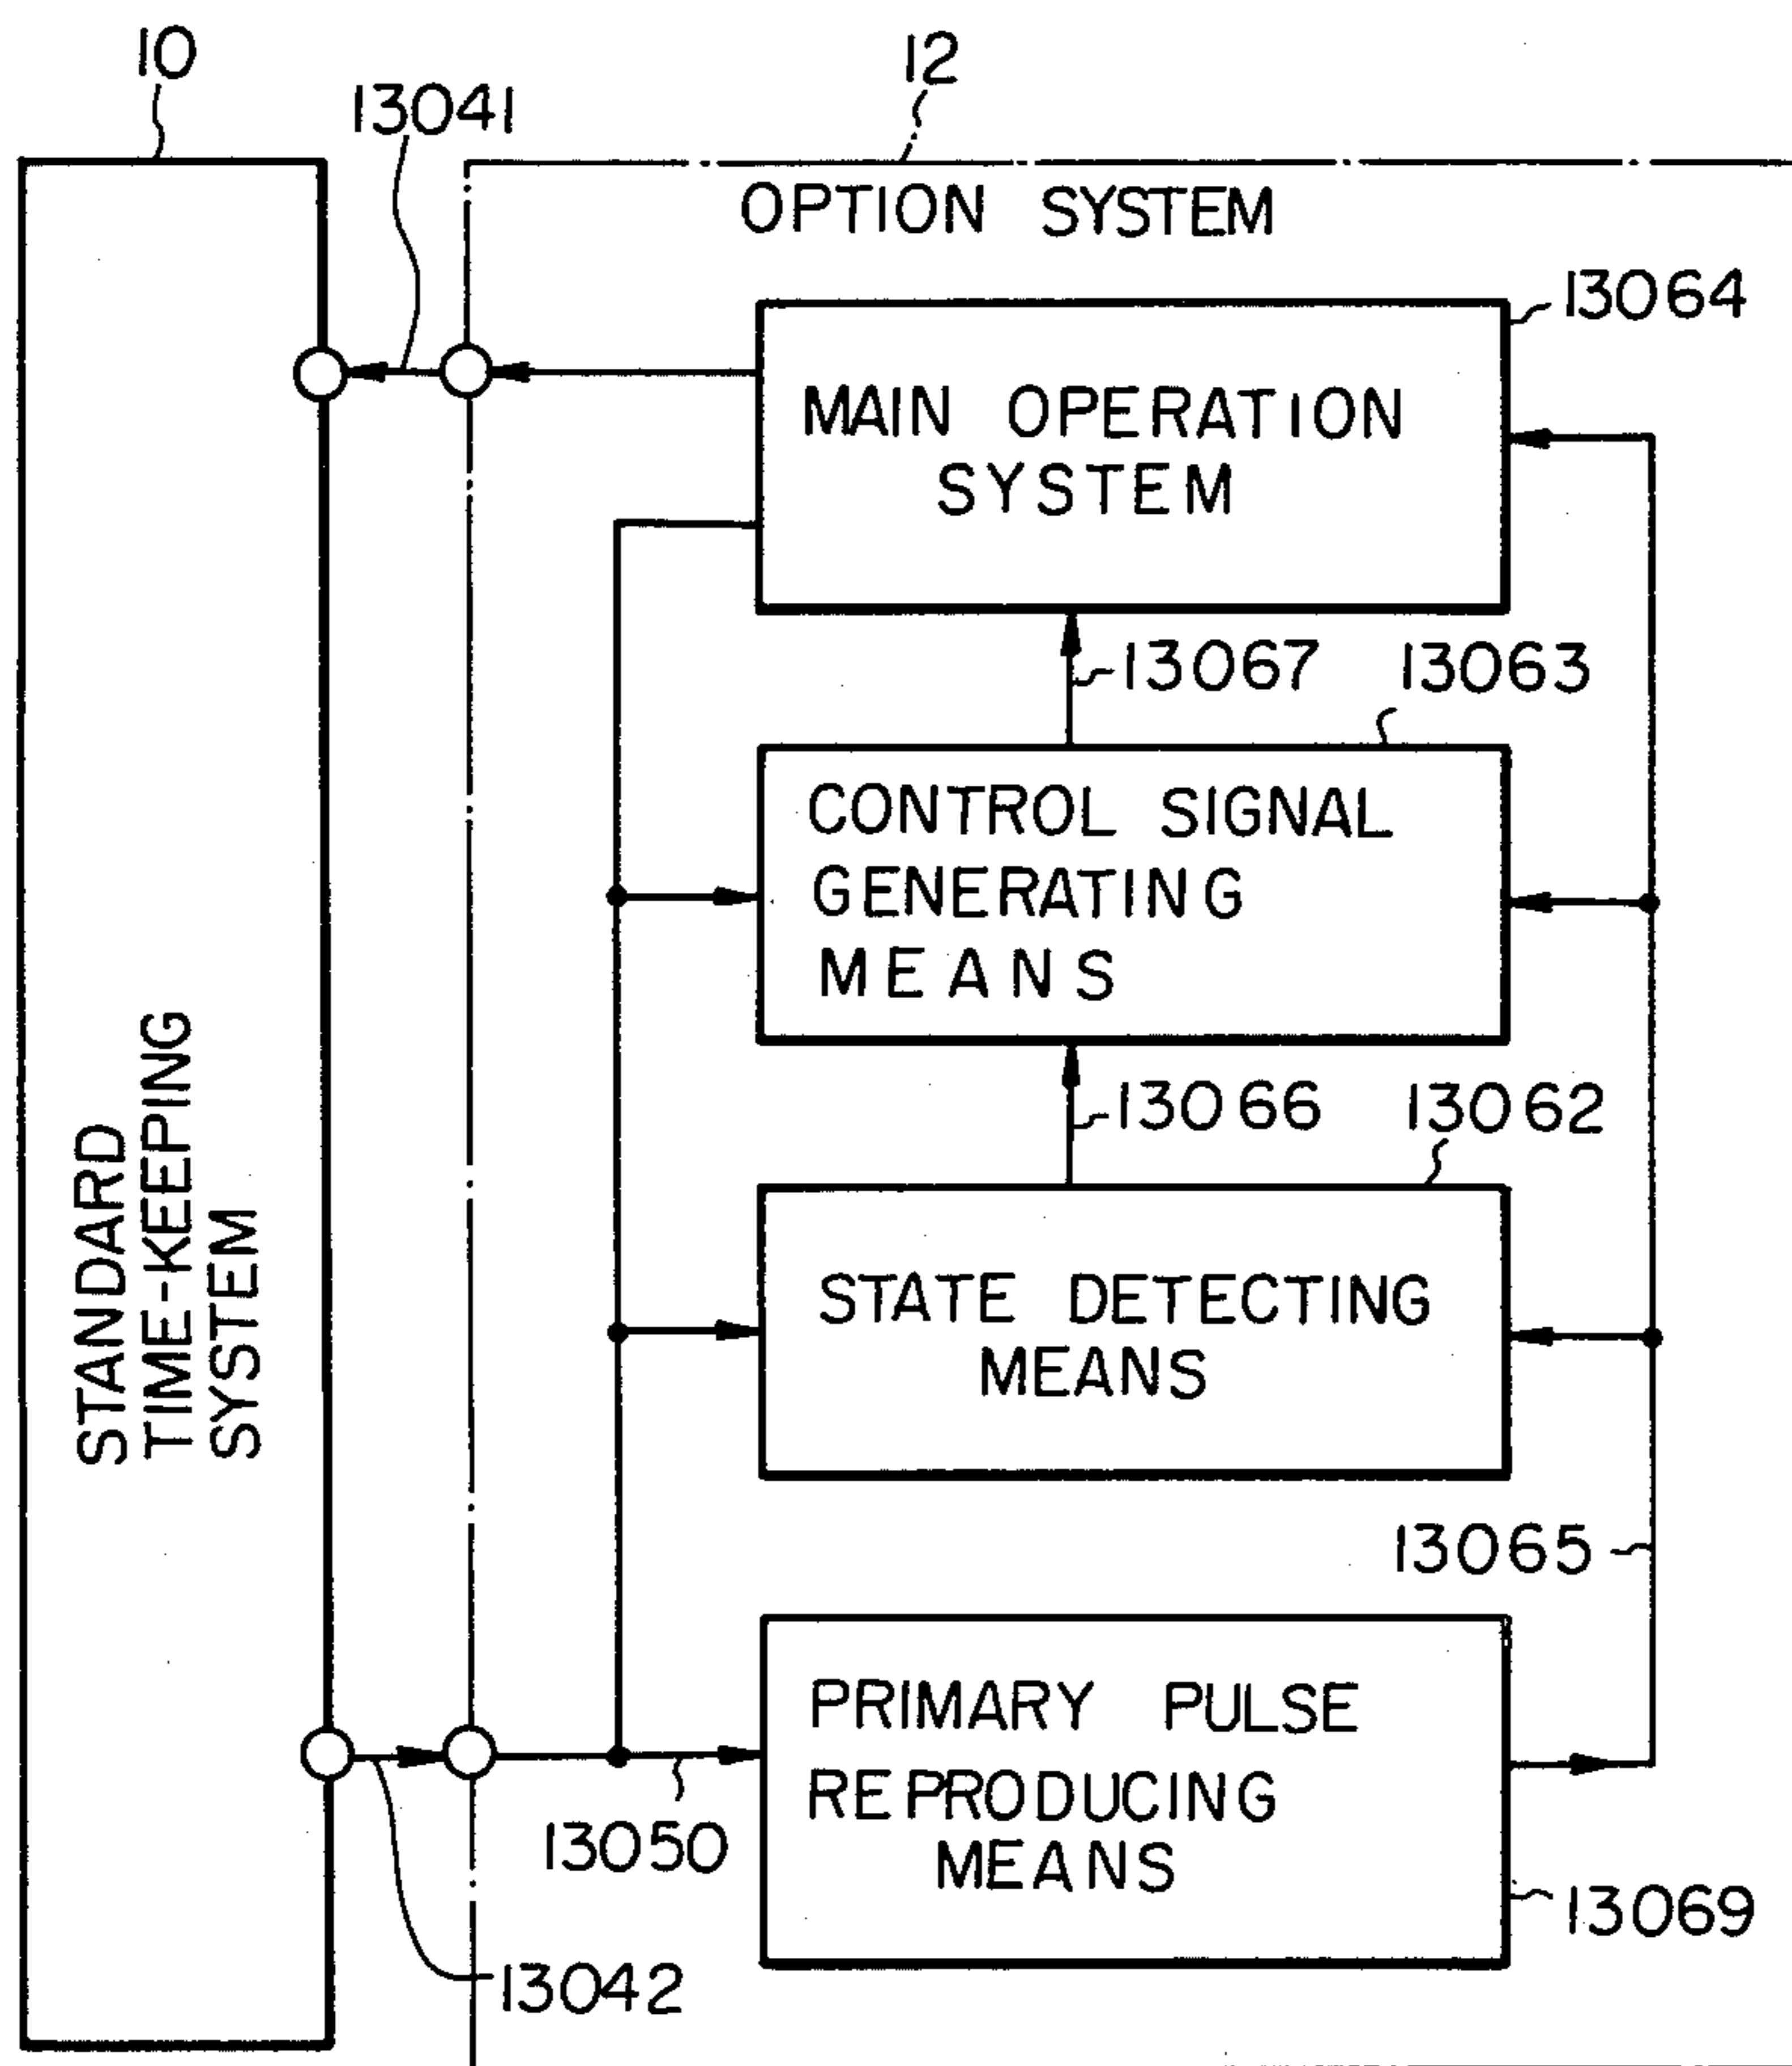 10
12
13041
OPTION SYSTEM
13064
MAIN OPERATION
SYSTEM
13067
13063
CONTROL SIGNAL
GENERATING
MEANS
STANDARD
TIME-KEEPING
SYSTEM
13066
13062
STATE DETECTING
MEANS
13065
PRIMARY PULSE
REPRODUCING
MEANS
13050
13069
13042